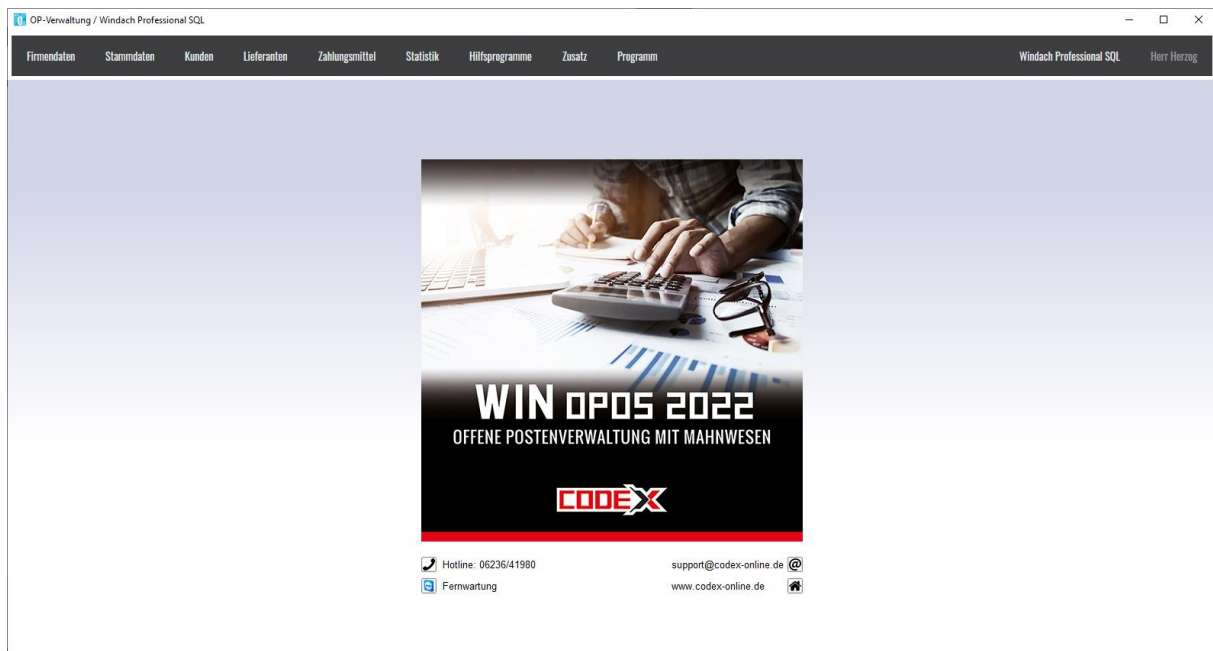 OP-Verwaltung / Windach Professional SQL
Firmendaten Stammdaten Kunden Lieferanten Zahlungsmittel Statistik Hilfsprogramme Zusatz Programm Windach Professional SQL Herr Herzog
WIN OPOS 2022
OFFENE POSTENVERWALTUNG MIT MAHNWESEN
CODEX
Hotline: 06236/41980 support@codex-online.de
Fernwartung www.codex-online.de